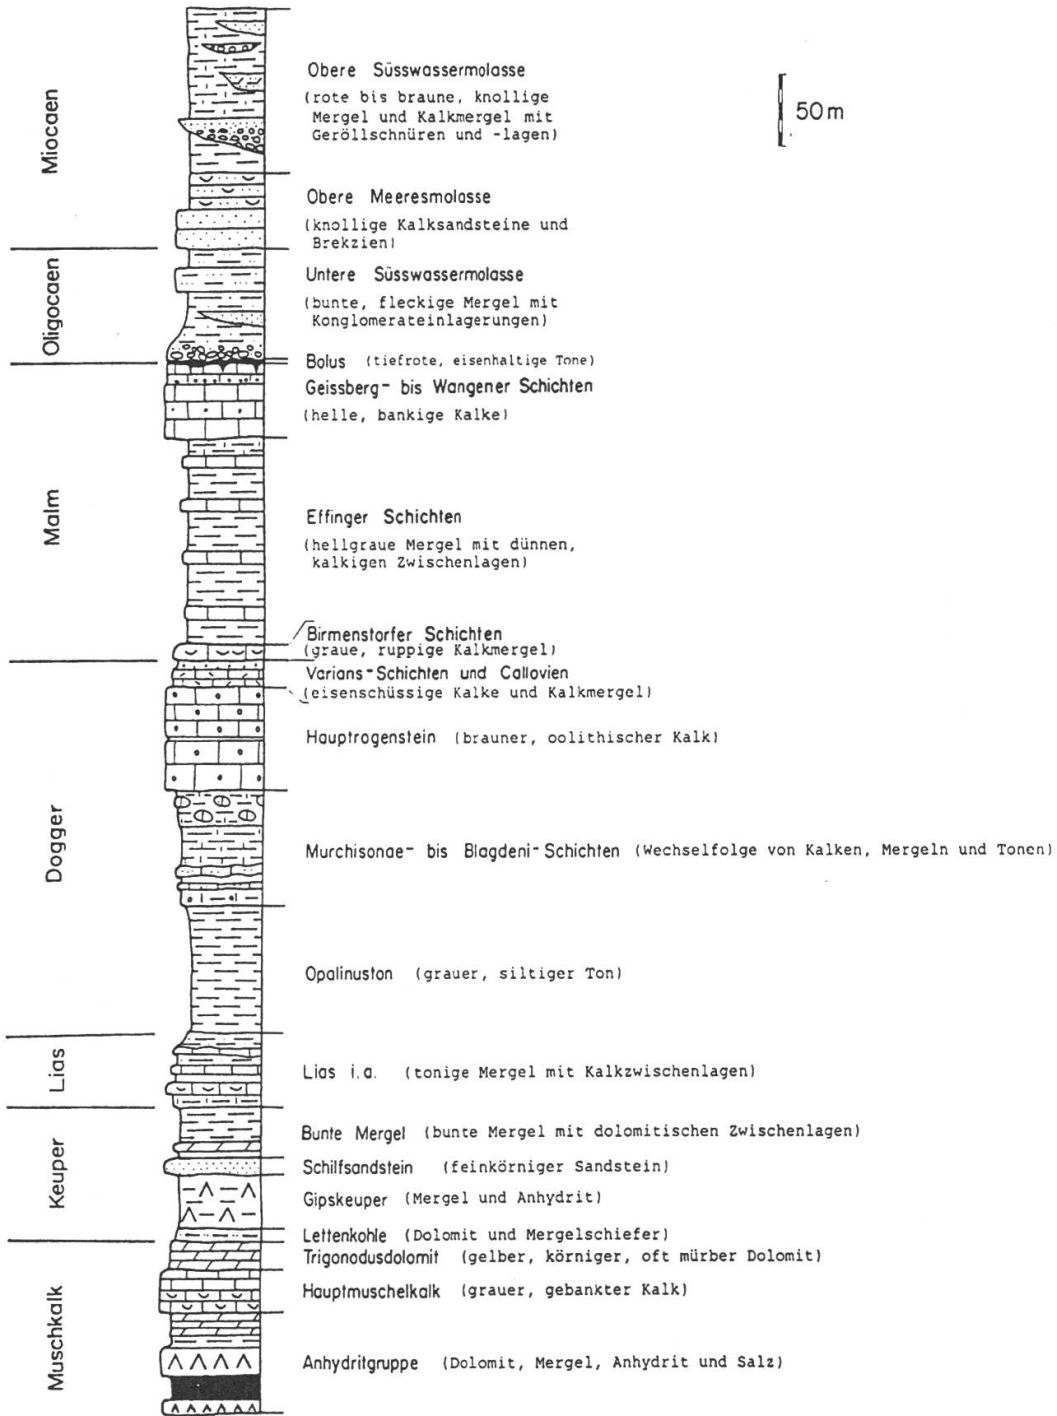 Miocaen
Obere Süsswassermolasse
(rote bis braune, knollige
Mergel und Kalkmergel mit
Geröllschnüren und -lagen)
50m
Obere Meeresmolasse
(knollige Kalksandsteine und
Brekzien)
Oligocaen
Untere Süsswassermolasse
(bunte, fleckige Mergel mit
Konglomerateinlagerungen)
Bolus (tiefrote, eisenhaltige Tone)
Malm
Geissberg- bis Wangener Schichten
(helle, bankige Kalke)
Effinger Schichten
(hellgraue Mergel mit dünnen,
kalkigen Zwischenlagen)
Birmenstorfer Schichten
(graue, ruppige Kalkmergel)
Dogger
Varians-Schichten und Callovien
(eisenschüssige Kalke und Kalkmergel)
Hauptrogenstein (brauner, oolithischer Kalk)
Murchisonae- bis Blagdeni-Schichten (Wechselfolge von Kalken, Mergeln und Tonen)
Opalinuston (grauer, siltiger Ton)
Lias
Lias i.a. (tonige Mergel mit Kalkzwischenlagen)
Keuper
Bunte Mergel (bunte Mergel mit dolomitischen Zwischenlagen)
Schilfsandstein (feinkörniger Sandstein)
Gipskeuper (Mergel und Anhydrit)
Lettenkohle (Dolomit und Mergelschiefer)
Muschkalk
Trigonodusdolomit (gelber, körniger, oft mürber Dolomit)
Hauptmuschelkalk (grauer, gebankter Kalk)
Anhydritgruppe (Dolomit, Mergel, Anhydrit und Salz)